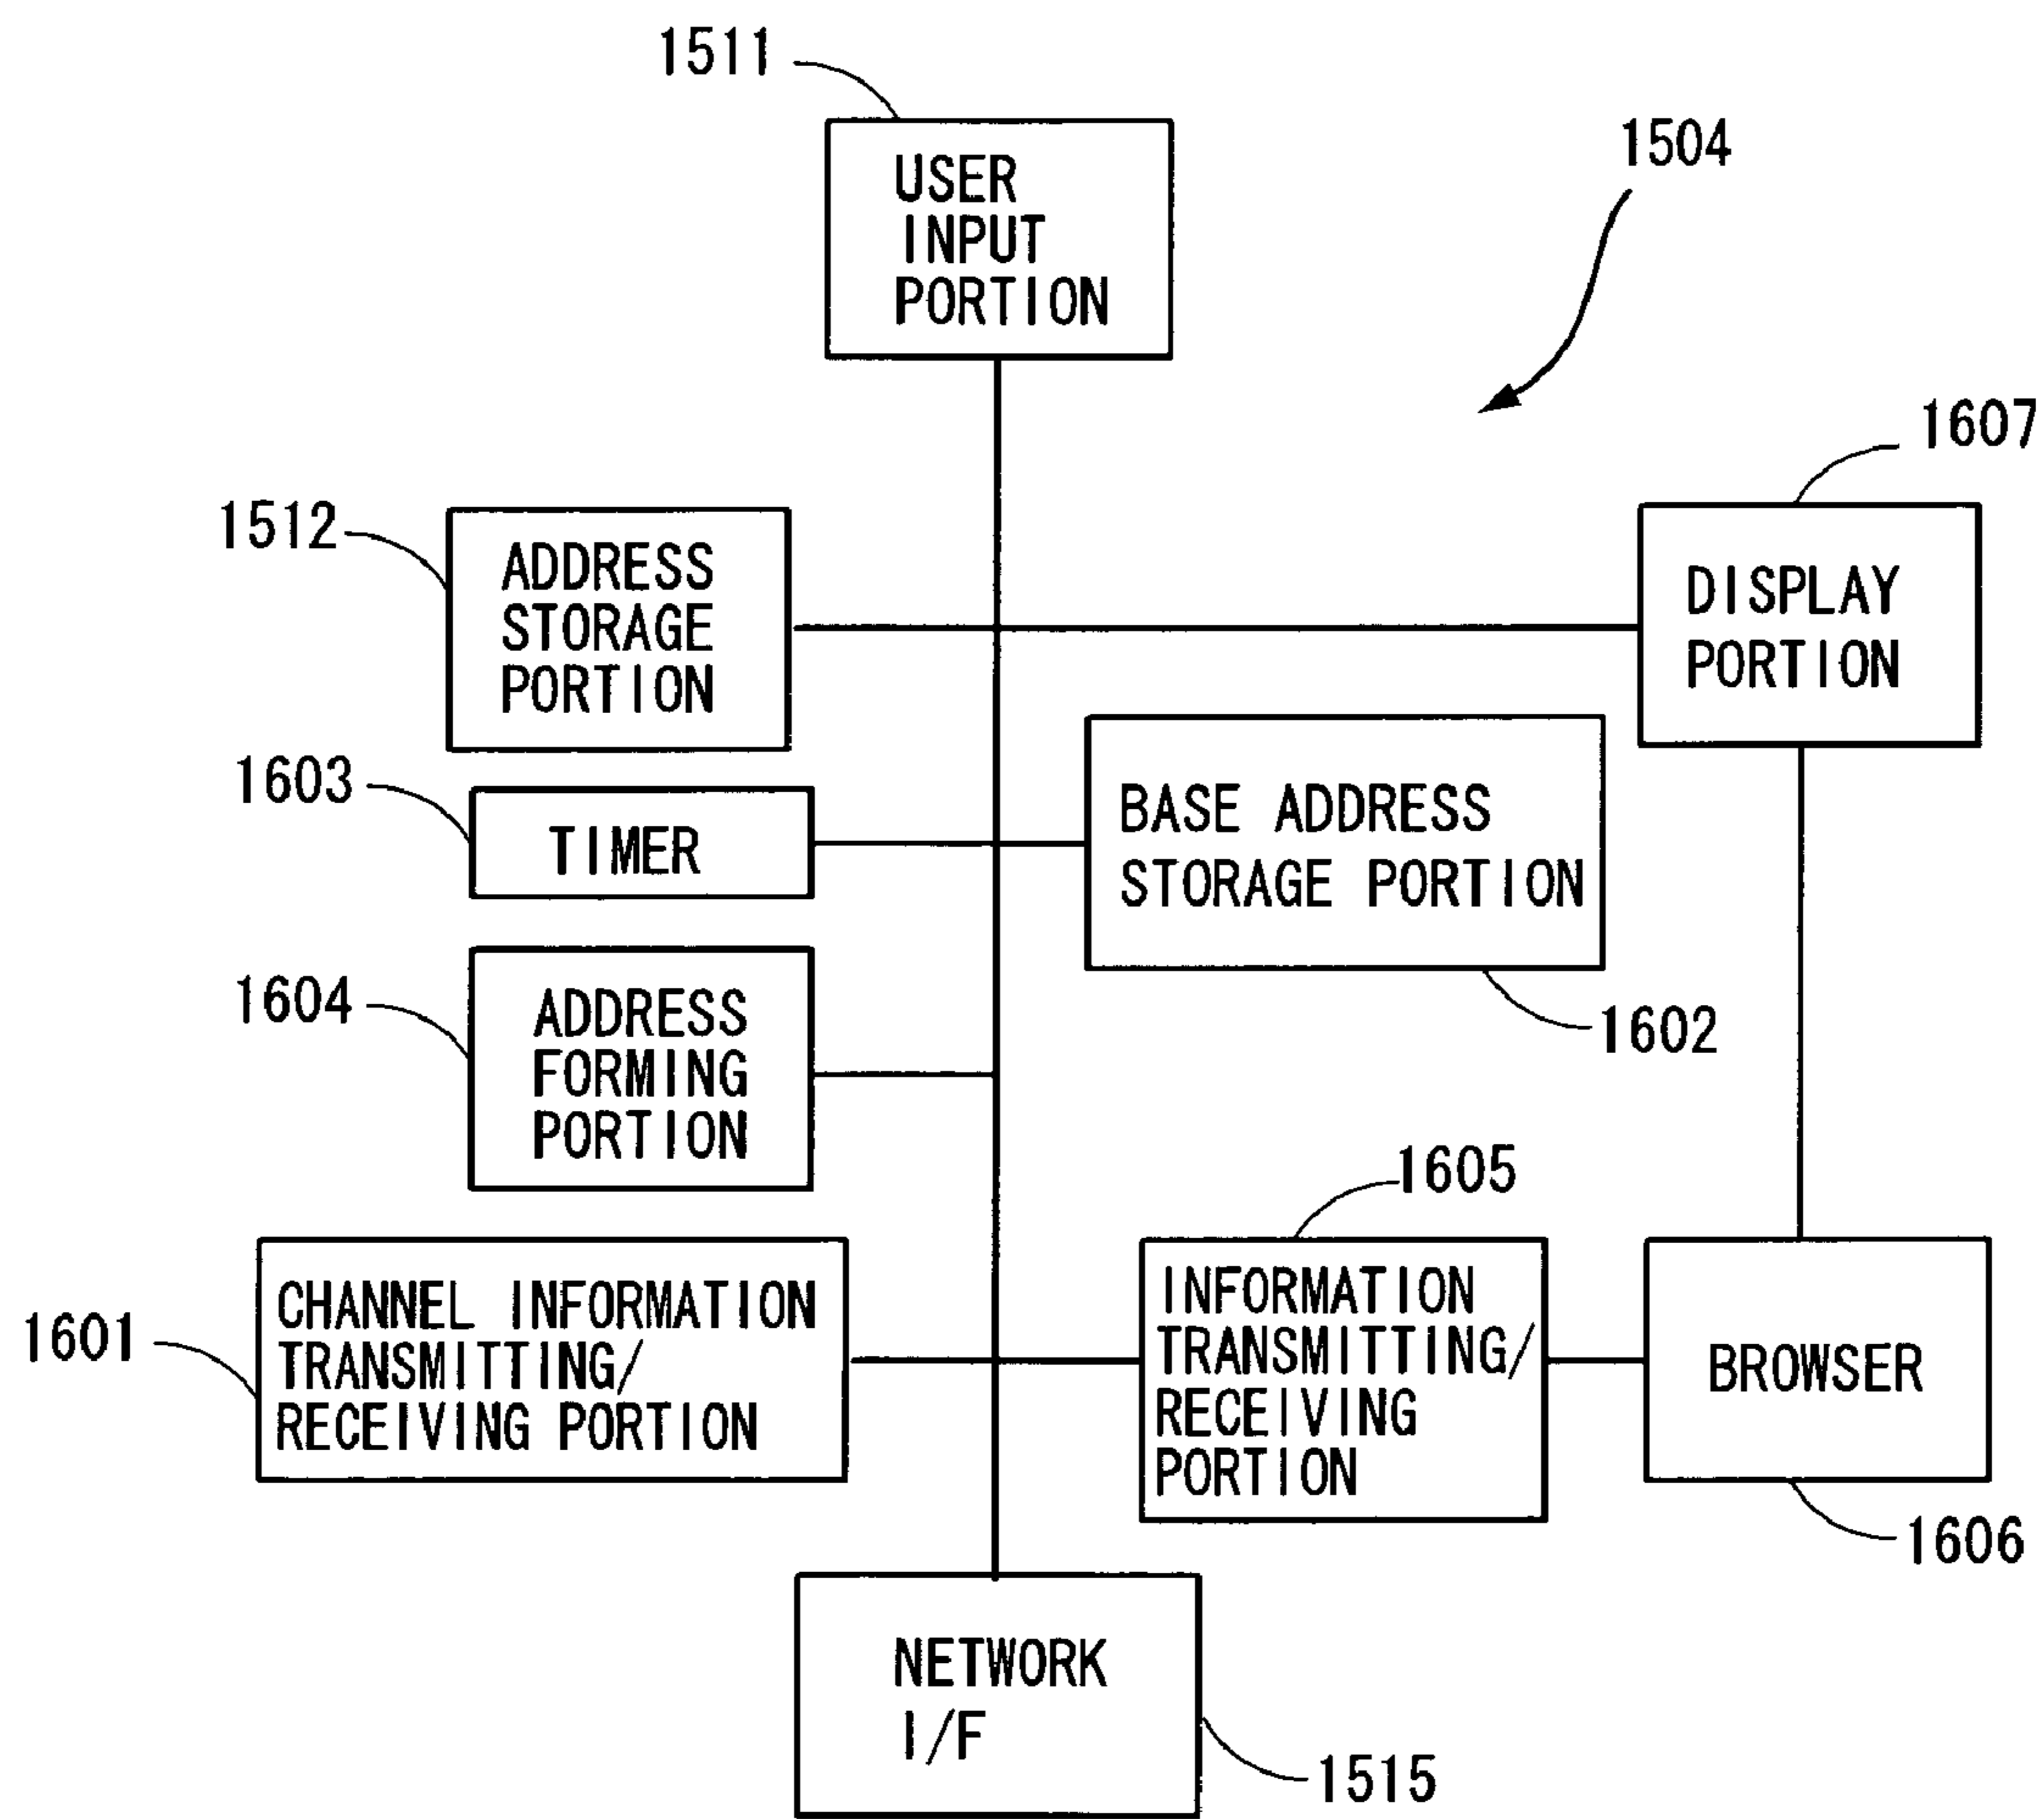 1511
USER
INPUT
PORTION
1504
1607
1512
ADDRESS
STORAGE
PORTION
DISPLAY
PORTION
1603
TIMER
BASE ADDRESS
STORAGE PORTION
1602
1604
ADDRESS
FORMING
PORTION
1605
1601
CHANNEL INFORMATION
TRANSMITTING/
RECEIVING PORTION
INFORMATION
TRANSMITTING/
RECEIVING
PORTION
BROWSER
1606
NETWORK
I/F
1515